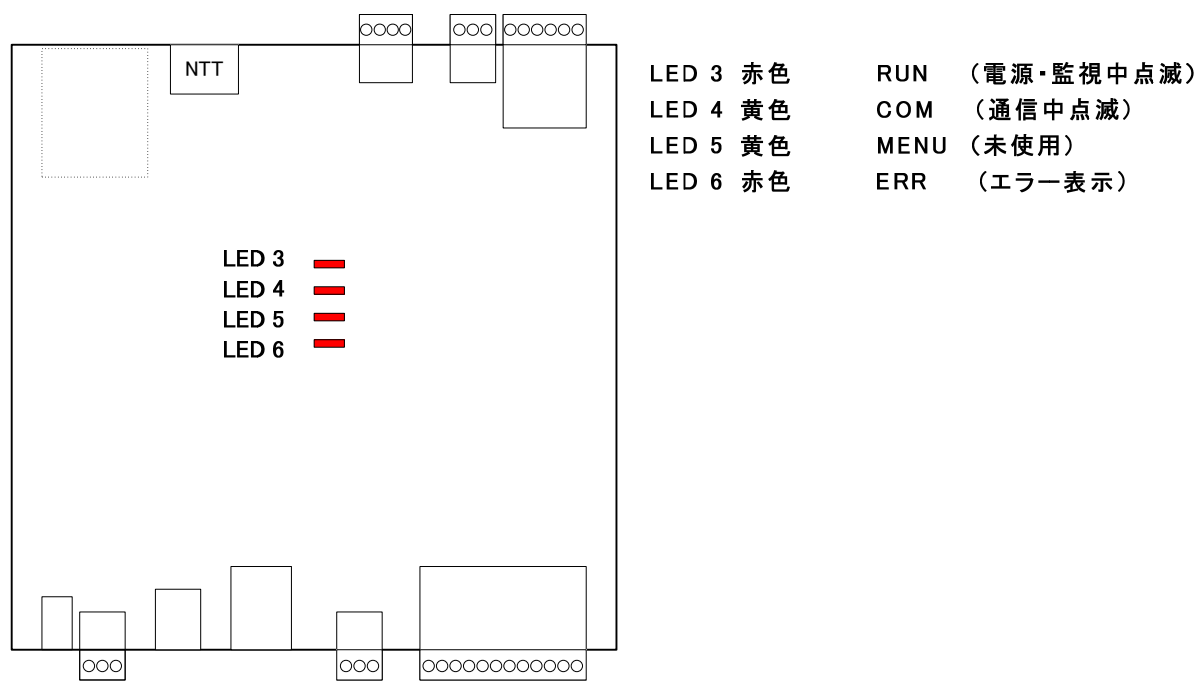 NTT
LED 3 赤色 RUN （電源・監視中点滅）
LED 4 黄色 COM （通信中点滅）
LED 5 黄色 MENU （未使用）
LED 6 赤色 ERR （エラー表示）
LED 3
LED 4
LED 5
LED 6